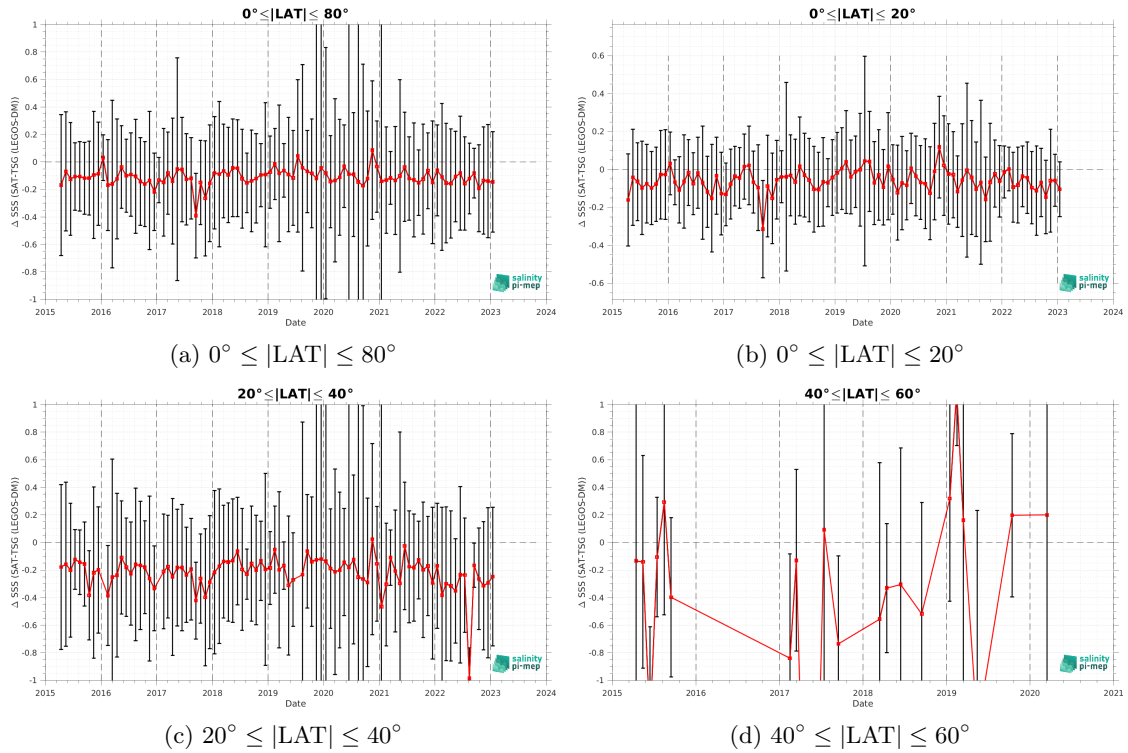 0°≤|LAT|≤ 80°
Δ SSS (SAT-TSG (LEGOS-DM))
1
0.8
0.6
0.4
0.2
0
-0.2
-0.4
-0.6
-0.8
-1
2015 2016 2017 2018 2019 2020 2021 2022 2023 2024
Date
salinity
pi-mep
(a) 0° ≤ |LAT| ≤ 80°
0°≤|LAT|≤ 20°
Δ SSS (SAT-TSG (LEGOS-DM))
0.6
0.4
0.2
0
-0.2
-0.4
-0.6
2015 2016 2017 2018 2019 2020 2021 2022 2023 2024
Date
salinity
pi-mep
(b) 0° ≤ |LAT| ≤ 20°
20°≤|LAT|≤ 40°
Δ SSS (SAT-TSG (LEGOS-DM))
1
0.8
0.6
0.4
0.2
0
-0.2
-0.4
-0.6
-0.8
-1
2015 2016 2017 2018 2019 2020 2021 2022 2023 2024
Date
salinity
pi-mep
(c) 20° ≤ |LAT| ≤ 40°
40°≤|LAT|≤ 60°
Δ SSS (SAT-TSG (LEGOS-DM))
1
0.8
0.6
0.4
0.2
0
-0.2
-0.4
-0.6
-0.8
-1
2015 2016 2017 2018 2019 2020 2021
Date
salinity
pi-mep
(d) 40° ≤ |LAT| ≤ 60°